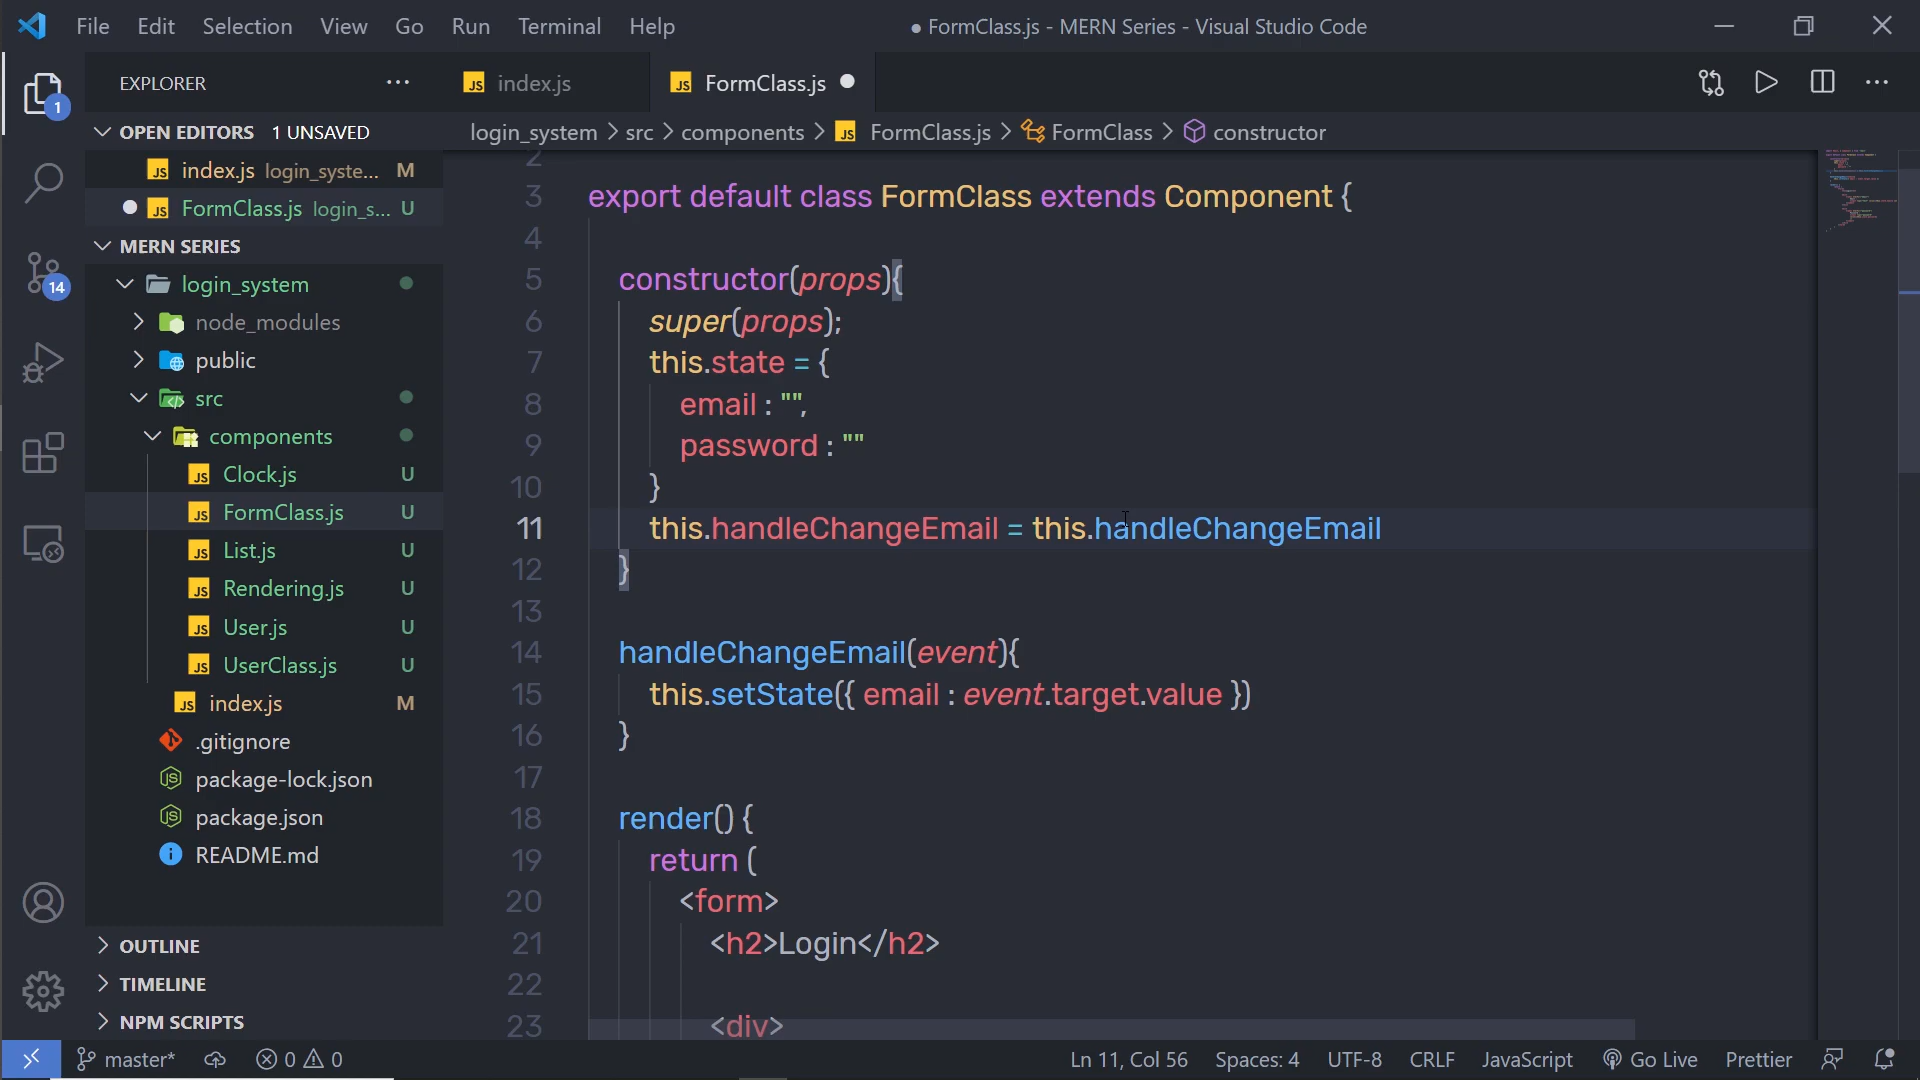 File Edit Selection View Go Run Terminal Help
● FormClass.js - MERN Series - Visual Studio Code
EXPLORER
index.js
FormClass.js
OPEN EDITORS 1 UNSAVED
login_system > src > components > FormClass.js > FormClass > constructor
index.js login_syste... M
FormClass.js login_s... U
MERN SERIES
login_system
node_modules
public
src
components
Clock.js U
FormClass.js U
List.js U
Rendering.js U
User.js U
UserClass.js U
index.js M
.gitignore
package-lock.json
package.json
README.md
OUTLINE
TIMELINE
NPM SCRIPTS
1
14
2
3 export default class FormClass extends Component {
4
5 constructor(props){
6 super(props);
7 this.state = {
8 email : "",
9 password : ""
10 }
11 this.handleChangeEmail = this.handleChangeEmail
12 }
13
14 handleChangeEmail(event){
15 this.setState({ email : event.target.value })
16 }
17
18 render() {
19 return (
20 <form>
21 <h2>Login</h2>
22
23 <div>
master* 0 0 Ln 11, Col 56 Spaces: 4 UTF-8 CRLF JavaScript Go Live Prettier